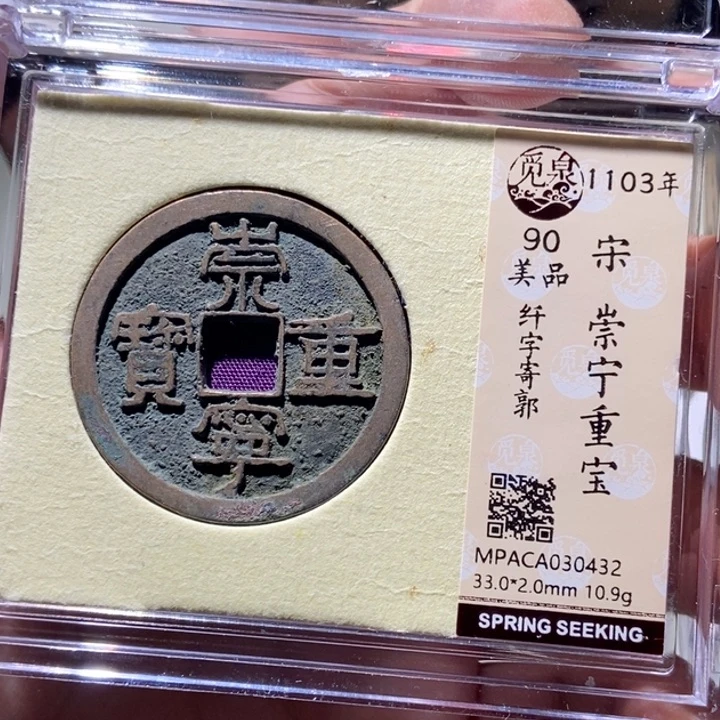 崇
寧
重
寶
觅泉
1103年
90
美品
纤字寄郭
宋 崇宁重宝
MPACA030432
33.0*2.0mm 10.9g
SPRING SEEKING